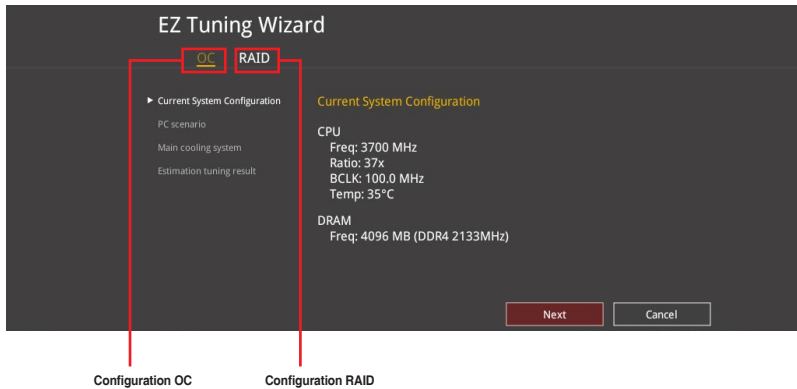 EZ Tuning Wizard
OC RAID
Current System Configuration
PC scenario
Main cooling system
Estimation tuning result
Current System Configuration
CPU
Freq: 3700 MHz
Ratio: 37x
BCLK: 100.0 MHz
Temp: 35°C
DRAM
Freq: 4096 MB (DDR4 2133MHz)
Next Cancel
Configuration OC Configuration RAID